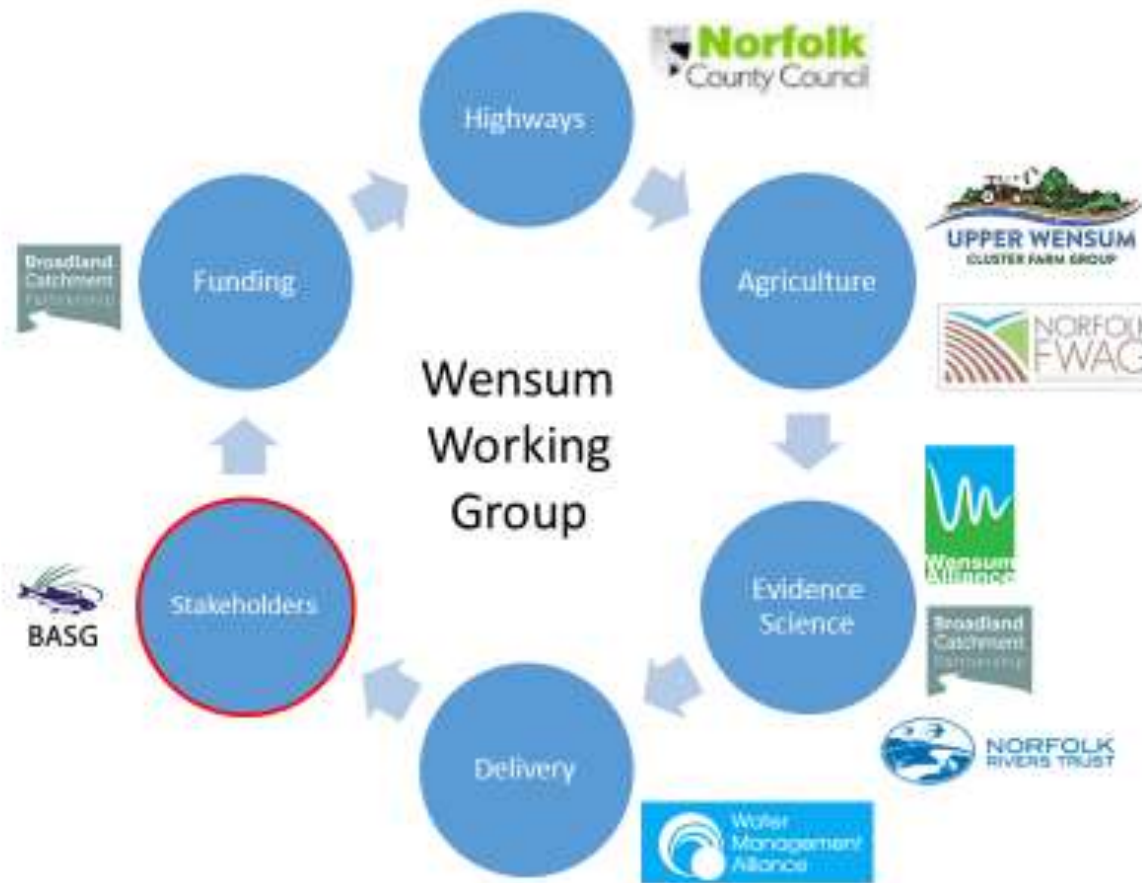 Norfolk
County Council
Highways
UPPER WENSUM
CLUSTER FARM GROUP
Broadland
Catchment
Partnership
Funding
Agriculture
NORFOLK
FWAG
Wensum
Working
Group
Wensum
Alliance
BASG
Stakeholders
Evidence
Science
Broadland
Catchment
Partnership
NORFOLK
RIVERS TRUST
Delivery
Water
Management
Alliance